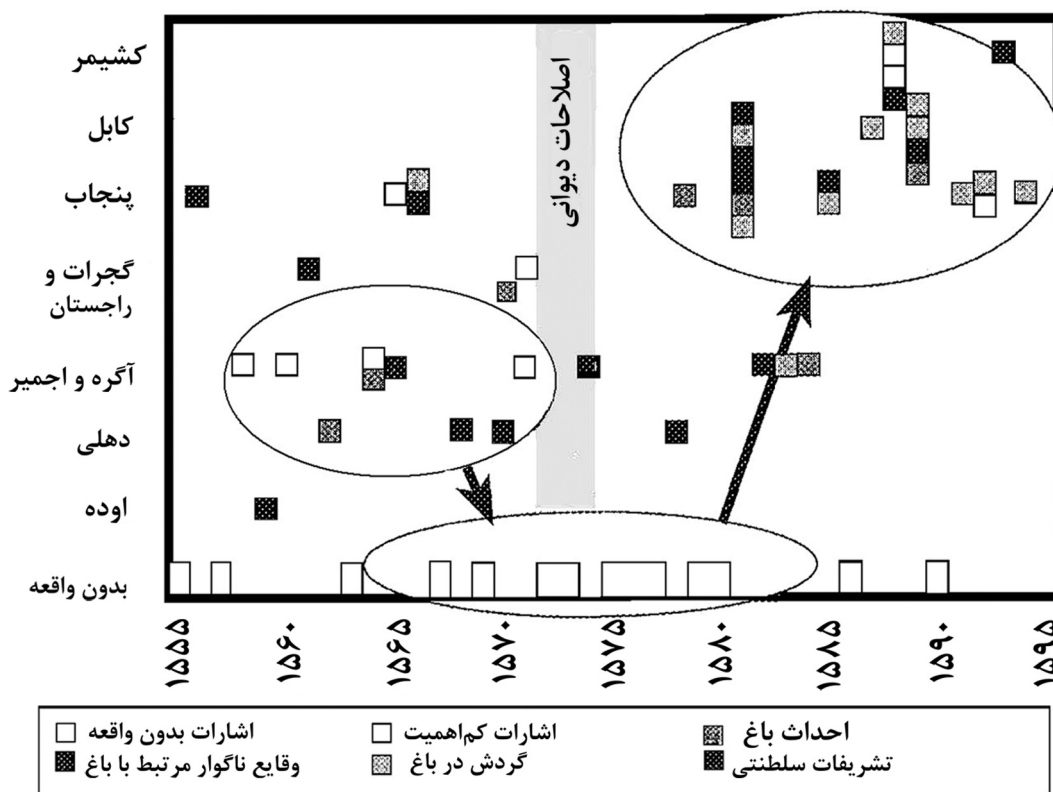 کشیمر
کابل
پنجاب
گجرات و
راجستان
آگره و اجمیر
دهلی
اوده
بدون واقعه
اصلاحات دیوانی
۱۵۵۵
۱۵۶۰
۱۵۶۵
۱۵۷۰
۱۵۷۵
۱۵۸۰
۱۵۸۵
۱۵۹۰
۱۵۹۵
احداث باغ
اشارات کم‌اهمیت
اشارات بدون واقعه
تشریفات سلطنتی
گردش در باغ
وقایع ناگوار مرتبط با باغ